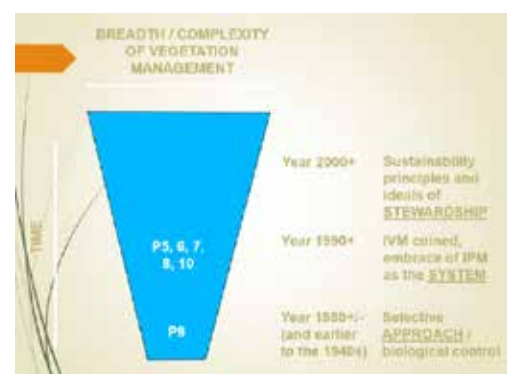 BREADTH / COMPLEXITY
OF VEGETATION
MANAGEMENT
TIME
Year 2000+
Sustainability
principles and
ideals of
STEWARDSHIP
P5, 6, 7,
8, 10
Year 1990+
IVM coined,
embrace of IPM
as the SYSTEM
P9
Year 1980+/-
(and earlier
to the 1940s)
Selective
APPROACH /
biological control